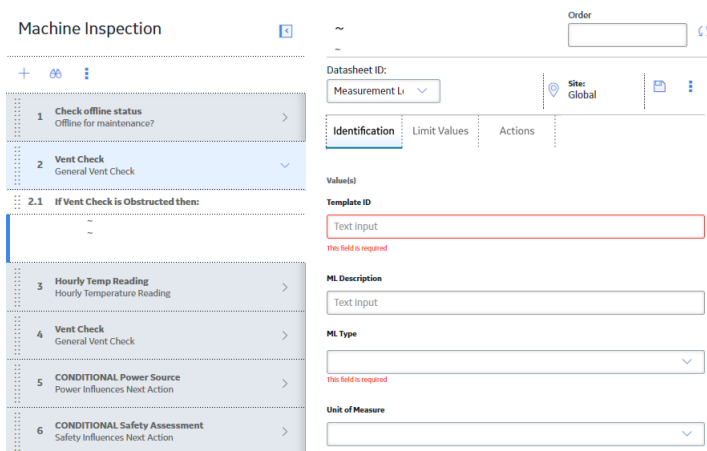 Machine Inspection
1 Check offline status
Offline for maintenance?
2 Vent Check
General Vent Check
2.1 If Vent Check is Obstructed then:
~
~
3 Hourly Temp Reading
Hourly Temperature Reading
4 Vent Check
General Vent Check
5 CONDITIONAL Power Source
Power Influences Next Action
6 CONDITIONAL Safety Assessment
Safety Influences Next Action
~
~
Order
Datasheet ID:
Measurement Lo
Site:
Global
Identification Limit Values Actions
Value(s)
Template ID
Text Input
This field is required
ML Description
Text Input
ML Type
This field is required
Unit of Measure